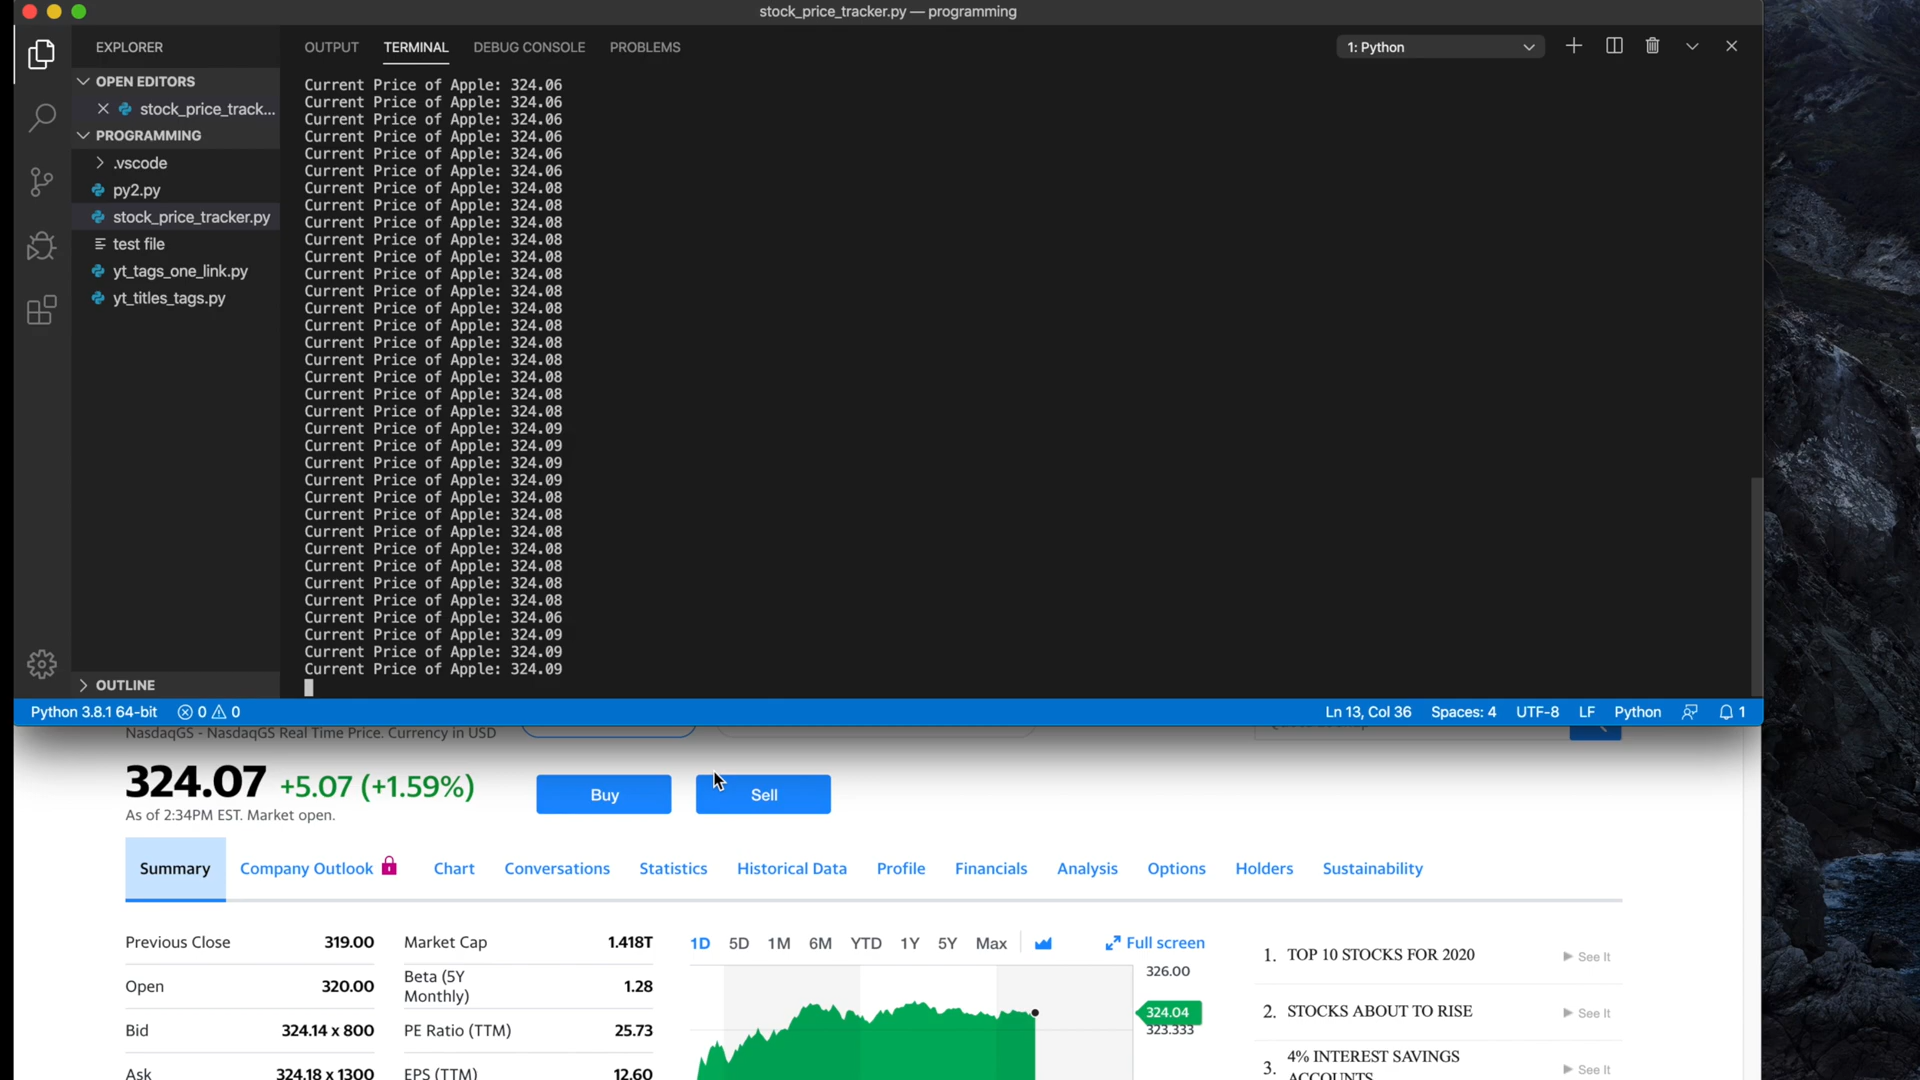 stock_price_tracker.py — programming
EXPLORER
OUTPUT TERMINAL DEBUG CONSOLE PROBLEMS
1: Python
OPEN EDITORS
stock_price_track...
PROGRAMMING
.vscode
py2.py
stock_price_tracker.py
test file
yt_tags_one_link.py
yt_titles_tags.py
OUTLINE
Current Price of Apple: 324.06
Current Price of Apple: 324.06
Current Price of Apple: 324.06
Current Price of Apple: 324.06
Current Price of Apple: 324.06
Current Price of Apple: 324.06
Current Price of Apple: 324.08
Current Price of Apple: 324.08
Current Price of Apple: 324.08
Current Price of Apple: 324.08
Current Price of Apple: 324.08
Current Price of Apple: 324.08
Current Price of Apple: 324.08
Current Price of Apple: 324.08
Current Price of Apple: 324.08
Current Price of Apple: 324.08
Current Price of Apple: 324.08
Current Price of Apple: 324.08
Current Price of Apple: 324.08
Current Price of Apple: 324.08
Current Price of Apple: 324.09
Current Price of Apple: 324.09
Current Price of Apple: 324.09
Current Price of Apple: 324.09
Current Price of Apple: 324.08
Current Price of Apple: 324.08
Current Price of Apple: 324.08
Current Price of Apple: 324.08
Current Price of Apple: 324.08
Current Price of Apple: 324.08
Current Price of Apple: 324.08
Current Price of Apple: 324.06
Current Price of Apple: 324.09
Current Price of Apple: 324.09
Current Price of Apple: 324.09
Python 3.8.1 64-bit 0 0 Ln 13, Col 36 Spaces: 4 UTF-8 LF Python 1
NasdaqGS - NasdaqGS Real Time Price. Currency in USD
324.07 +5.07 (+1.59%)
As of 2:34PM EST. Market open.
Buy Sell
Summary Company Outlook Chart Conversations Statistics Historical Data Profile Financials Analysis Options Holders Sustainability
Previous Close 319.00
Open 320.00
Bid 324.14 x 800
Ask 324.18 x 1300
Market Cap 1.418T
Beta (5Y
Monthly) 1.28
PE Ratio (TTM) 25.73
EPS (TTM) 12.60
1D 5D 1M 6M YTD 1Y 5Y Max Full screen
326.00
324.04
323.333
1. TOP 10 STOCKS FOR 2020 See It
2. STOCKS ABOUT TO RISE See It
3. 4% INTEREST SAVINGS
ACCOUNTS See It